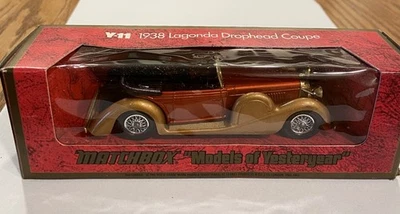 Y-11 1938 Lagonda Drophead Coupe
MATCHBOX "Models of Yesteryear"